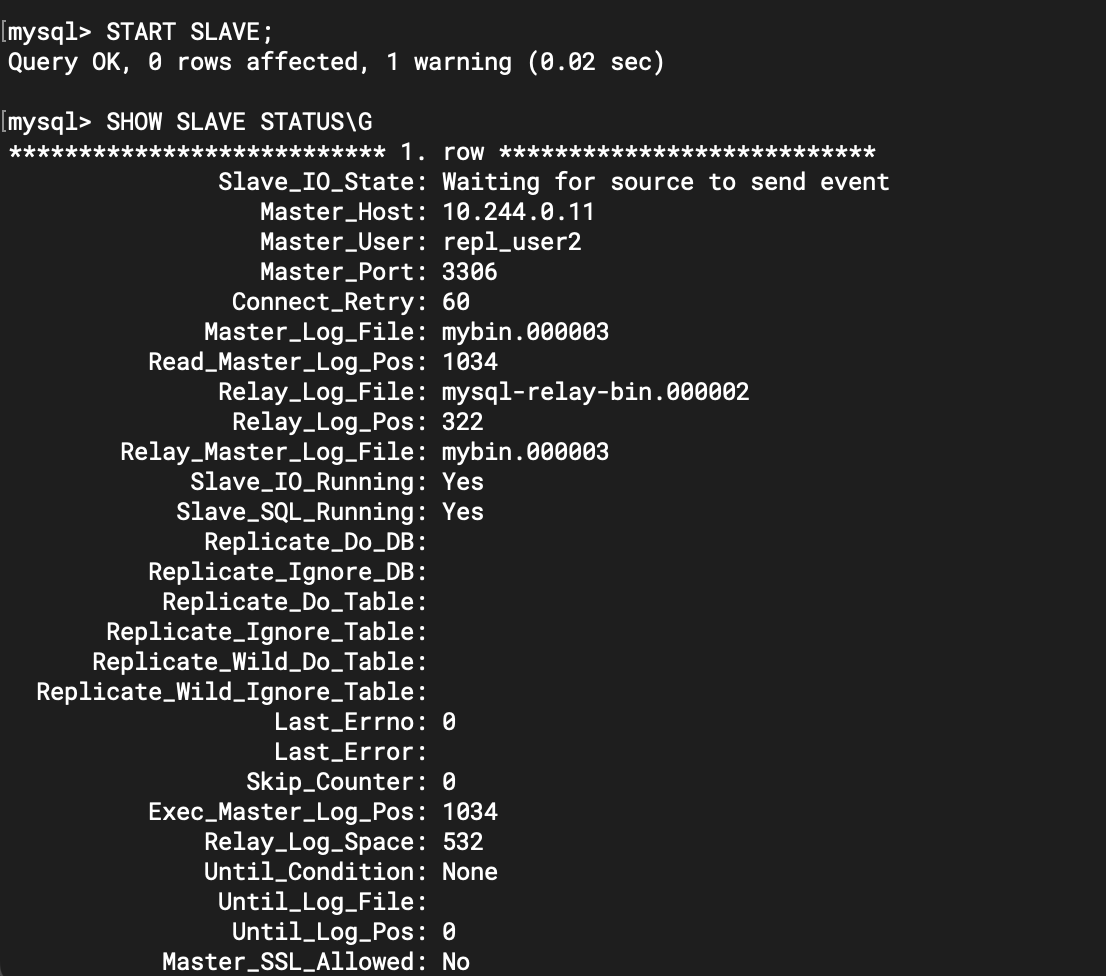 [mysql> START SLAVE;
Query OK, 0 rows affected, 1 warning (0.02 sec)
[mysql> SHOW SLAVE STATUS\G
*************************** 1. row ***************************
Slave_IO_State: Waiting for source to send event
Master_Host: 10.244.0.11
Master_User: repl_user2
Master_Port: 3306
Connect_Retry: 60
Master_Log_File: mybin.000003
Read_Master_Log_Pos: 1034
Relay_Log_File: mysql-relay-bin.000002
Relay_Log_Pos: 322
Relay_Master_Log_File: mybin.000003
Slave_IO_Running: Yes
Slave_SQL_Running: Yes
Replicate_Do_DB:
Replicate_Ignore_DB:
Replicate_Do_Table:
Replicate_Ignore_Table:
Replicate_Wild_Do_Table:
Replicate_Wild_Ignore_Table:
Last_Errno: 0
Last_Error:
Skip_Counter: 0
Exec_Master_Log_Pos: 1034
Relay_Log_Space: 532
Until_Condition: None
Until_Log_File:
Until_Log_Pos: 0
Master_SSL_Allowed: No